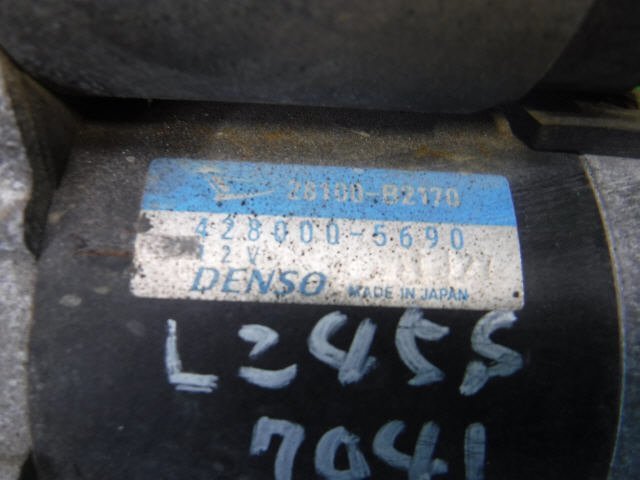 28100-B2170
428000-5690
12V
DENSO MADE IN JAPAN
L245S
7041